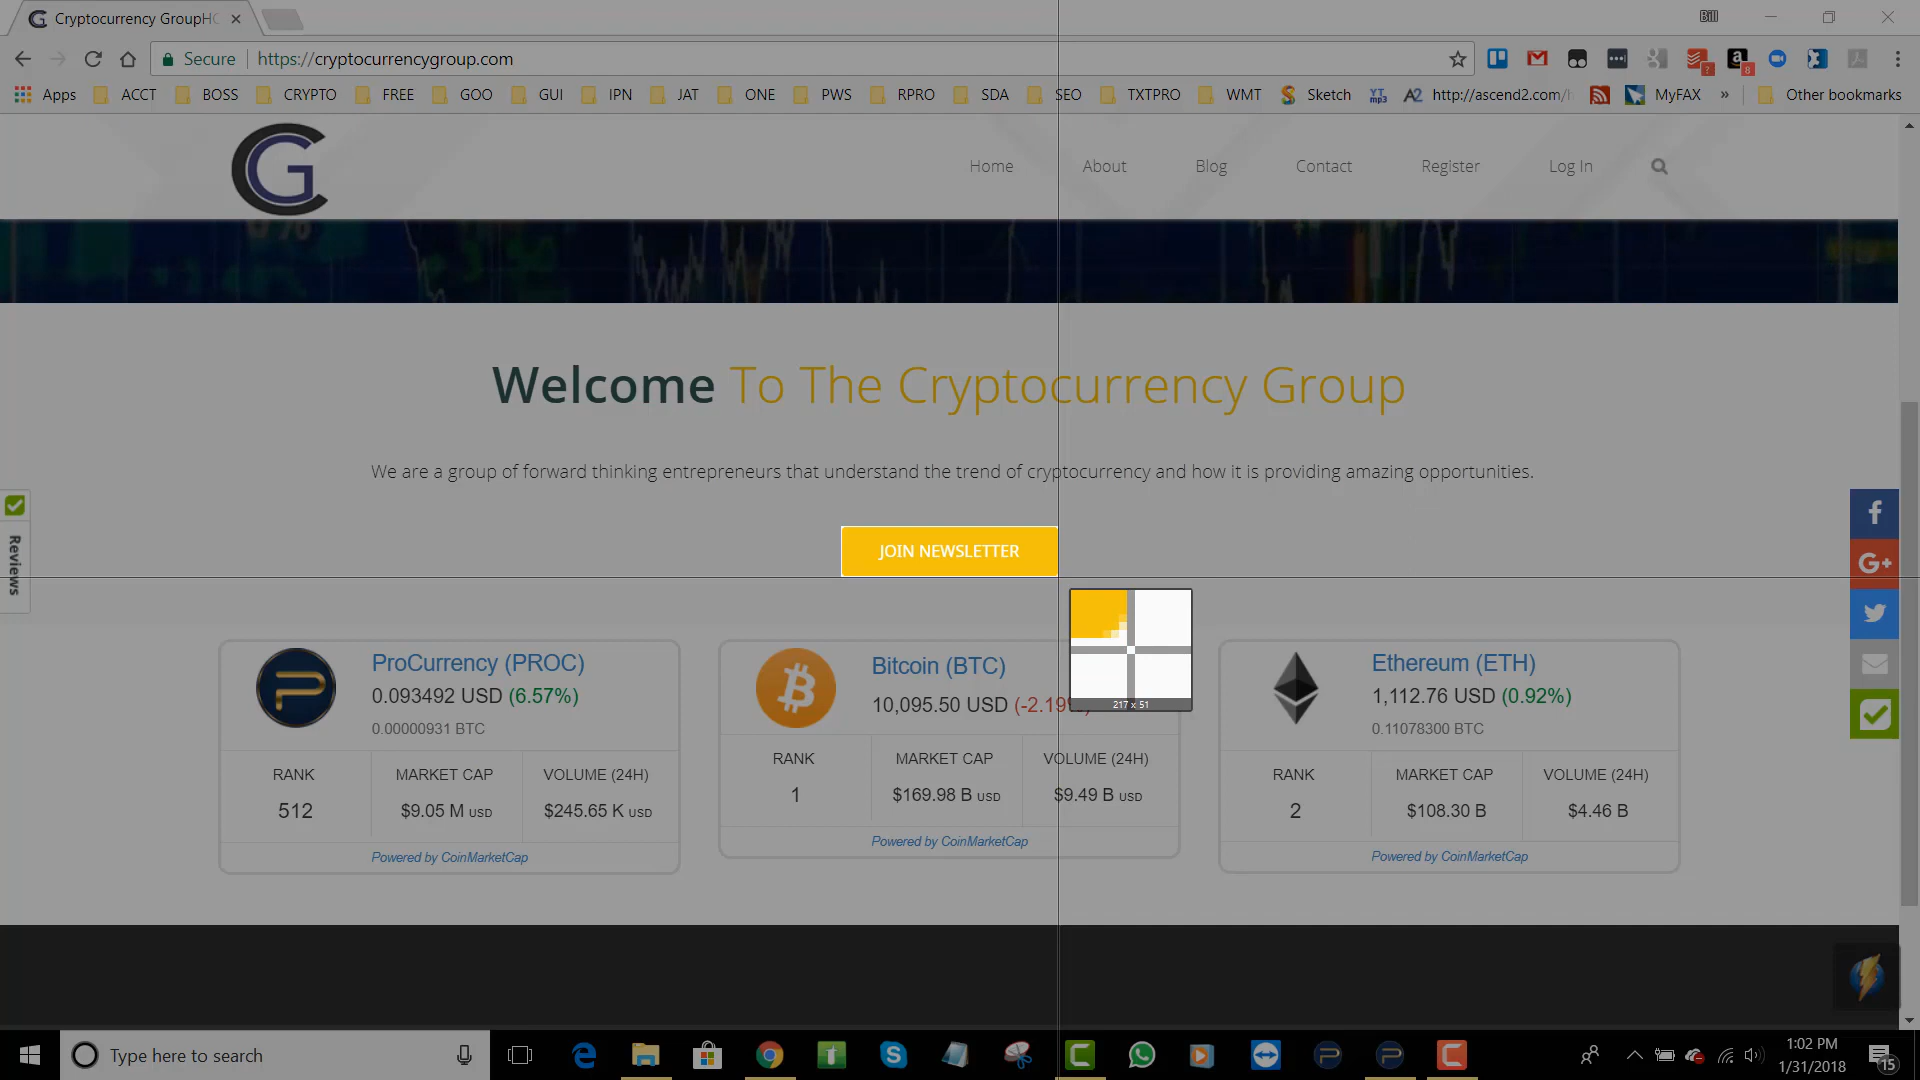 Cryptocurrency GroupHC
Bill
Secure https://cryptocurrencygroup.com
Apps ACCT BOSS CRYPTO FREE GOO GUI IPN JAT ONE PWS RPRO SDA SEO TXTPRO WMT Sketch YT mp3 A2 http://ascend2.com/ MyFAX » Other bookmarks
CG
Home About Blog Contact Register Log In
Welcome To The Cryptocurrency Group
We are a group of forward thinking entrepreneurs that understand the trend of cryptocurrency and how it is providing amazing opportunities.
JOIN NEWSLETTER
Reviews
ProCurrency (PROC)
0.093492 USD (6.57%)
0.00000931 BTC
RANK MARKET CAP VOLUME (24H)
512 $9.05 M USD $245.65 K USD
Powered by CoinMarketCap
Bitcoin (BTC)
10,095.50 USD (-2.19%
RANK MARKET CAP VOLUME (24H)
1 $169.98 B USD $9.49 B USD
Powered by CoinMarketCap
217 x 51
Ethereum (ETH)
1,112.76 USD (0.92%)
0.11078300 BTC
RANK MARKET CAP VOLUME (24H)
2 $108.30 B $4.46 B
Powered by CoinMarketCap
Type here to search
1:02 PM
1/31/2018
15